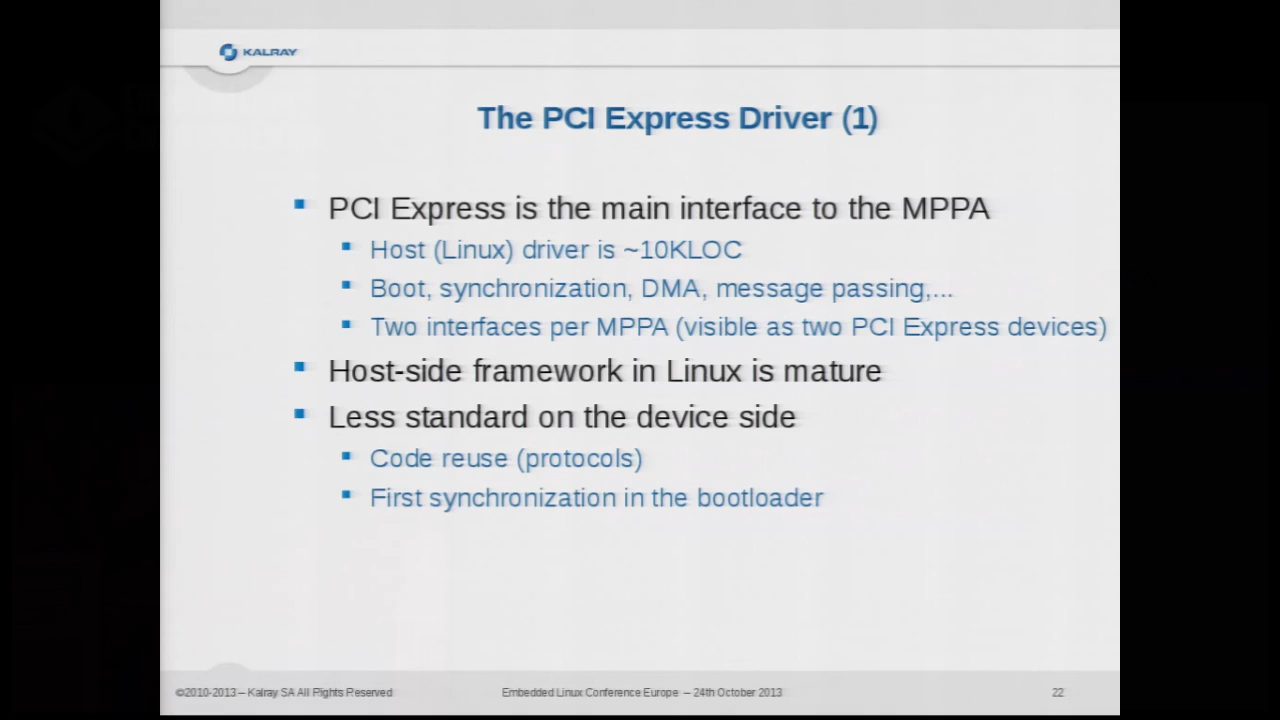 KALRAY
The PCI Express Driver (1)
PCI Express is the main interface to the MPPA
Host (Linux) driver is ~10KLOC
Boot, synchronization, DMA, message passing,...
Two interfaces per MPPA (visible as two PCI Express devices)
Host-side framework in Linux is mature
Less standard on the device side
Code reuse (protocols)
First synchronization in the bootloader
©2010-2013 – Kalray SA All Rights Reserved
Embedded Linux Conference Europe – 24th October 2013
22